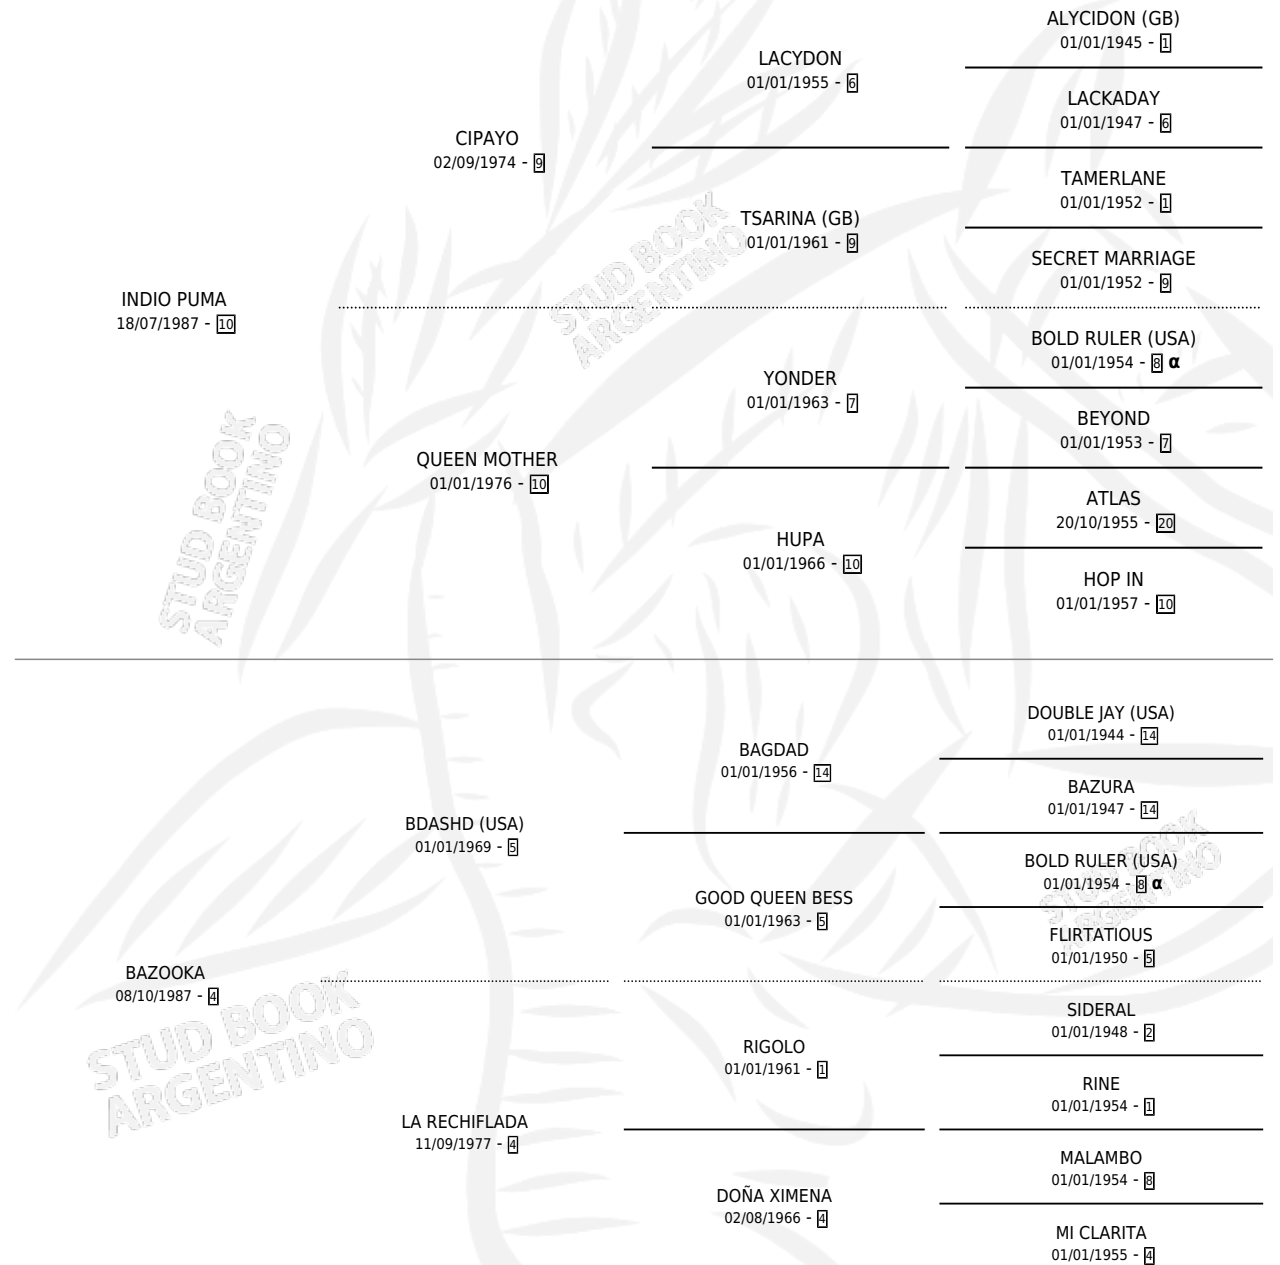 ALYCIDON (GB)
01/01/1945 - 1
LACYDON
01/01/1955 - 6
LACKADAY
01/01/1947 - 6
CIPAYO
02/09/1974 - 9
TAMERLANE
01/01/1952 - 1
TSARINA (GB)
01/01/1961 - 9
SECRET MARRIAGE
01/01/1952 - 9
INDIO PUMA
18/07/1987 - 10
STUD BOOK
ARGENTINO
BOLD RULER (USA)
01/01/1954 - 8 α
YONDER
01/01/1963 - 7
BEYOND
01/01/1953 - 7
QUEEN MOTHER
01/01/1976 - 10
ATLAS
20/10/1955 - 20
HUPA
01/01/1966 - 10
HOP IN
01/01/1957 - 10
STUD BOOK
ARGENTINO
DOUBLE JAY (USA)
01/01/1944 - 14
BAGDAD
01/01/1956 - 14
BAZURA
01/01/1947 - 14
BDASHD (USA)
01/01/1969 - 5
BOLD RULER (USA)
01/01/1954 - 8 α
GOOD QUEEN BESS
01/01/1963 - 5
FLIRTATIOUS
01/01/1950 - 5
STUD BOOK
ARGENTINO
BAZOOKA
08/10/1987 - 4
SIDERAL
01/01/1948 - 2
RIGOLO
01/01/1961 - 1
RINE
01/01/1954 - 1
STUD BOOK
ARGENTINO
LA RECHIFLADA
11/09/1977 - 4
MALAMBO
01/01/1954 - 8
DOÑA XIMENA
02/08/1966 - 4
MI CLARITA
01/01/1955 - 4